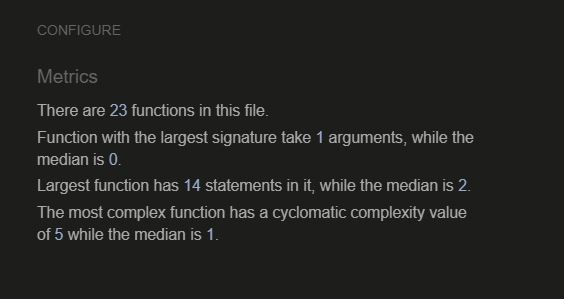 CONFIGURE
Metrics
There are 23 functions in this file.
Function with the largest signature take 1 arguments, while the
median is 0.
Largest function has 14 statements in it, while the median is 2.
The most complex function has a cyclomatic complexity value
of 5 while the median is 1.